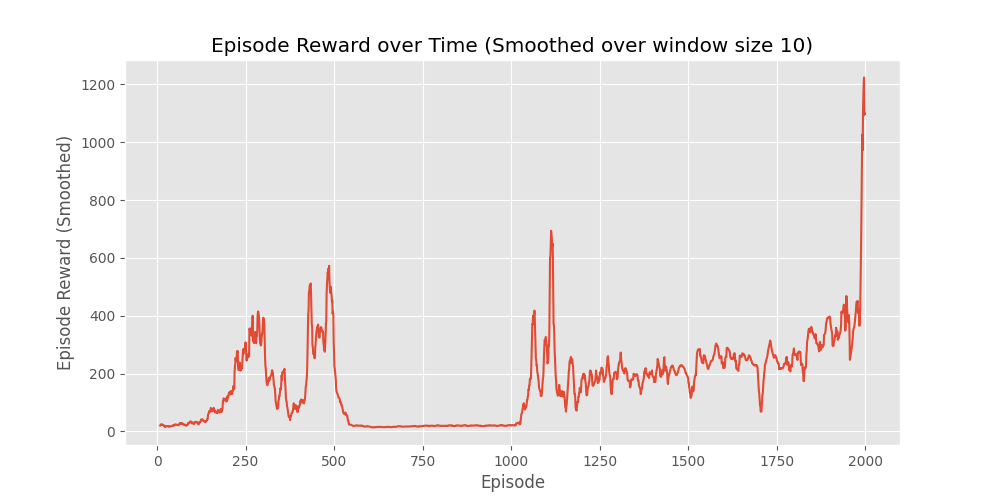 Episode Reward over Time (Smoothed over window size 10)
Episode Reward (Smoothed)
1200
1000
800
600
400
200
0
0 250 500 750 1000 1250 1500 1750 2000
Episode